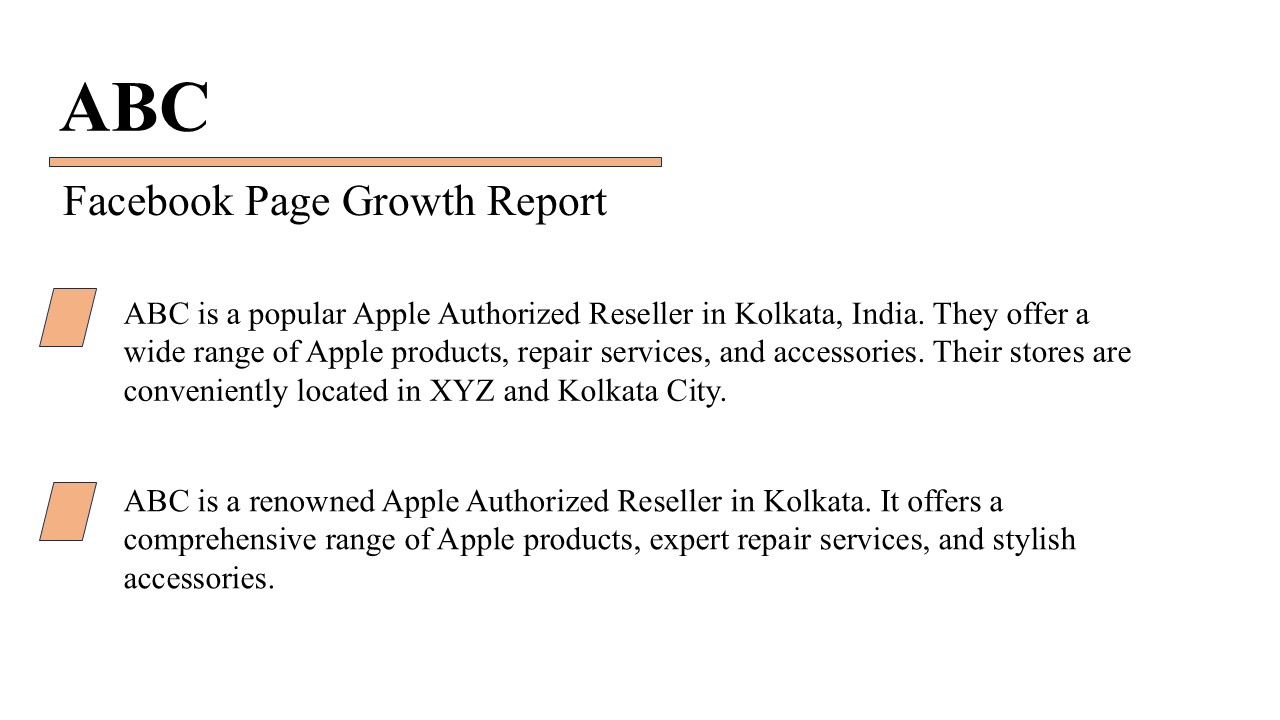 ABC
Facebook Page Growth Report
ABC is a popular Apple Authorized Reseller in Kolkata, India. They offer a
wide range of Apple products, repair services, and accessories. Their stores are
conveniently located in XYZ and Kolkata City.
ABC is a renowned Apple Authorized Reseller in Kolkata. It offers a
comprehensive range of Apple products, expert repair services, and stylish
accessories.